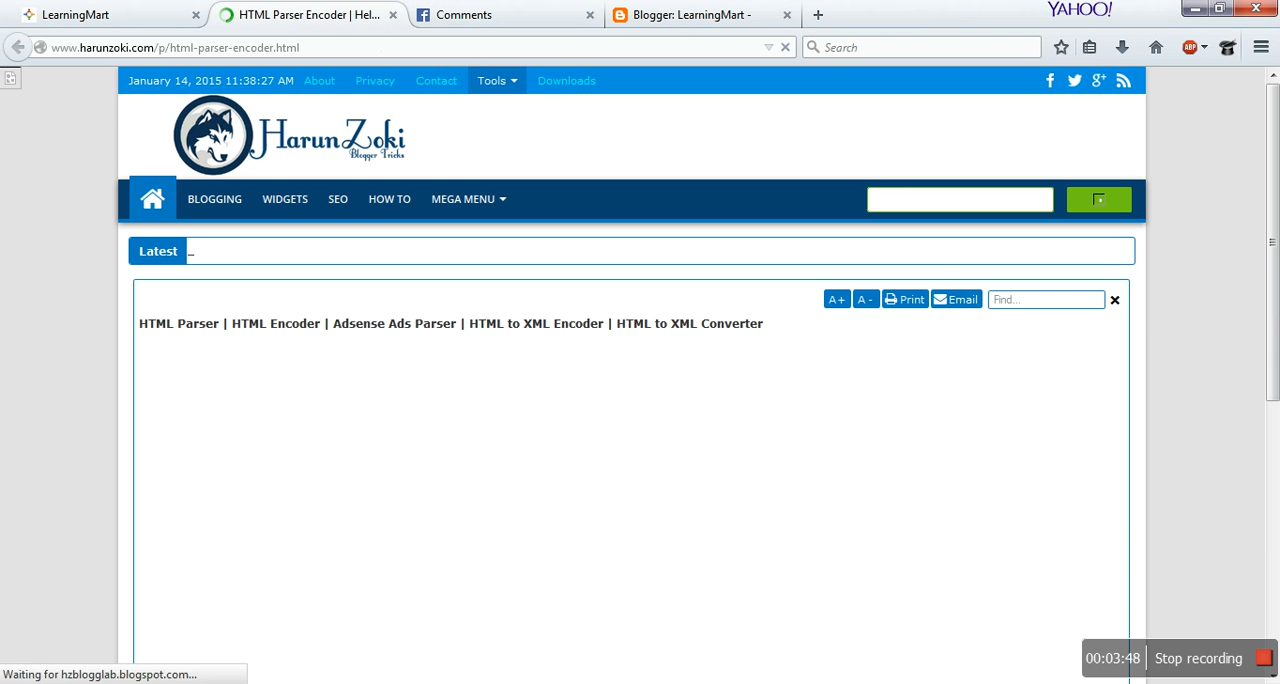 LearningMart
HTML Parser Encoder | Hel...
Comments
Blogger: LearningMart -
YAHOO!
www.harunzoki.com/p/html-parser-encoder.html
Search
ABP
January 14, 2015 11:38:27 AM About Privacy Contact Tools Downloads
HarunZoki
Blogger Tricks
BLOGGING WIDGETS SEO HOW TO MEGA MENU
Latest _
A+ A - Print Email Find...
HTML Parser | HTML Encoder | Adsense Ads Parser | HTML to XML Encoder | HTML to XML Converter
00:03:48 Stop recording
Waiting for hzblogglab.blogspot.com...